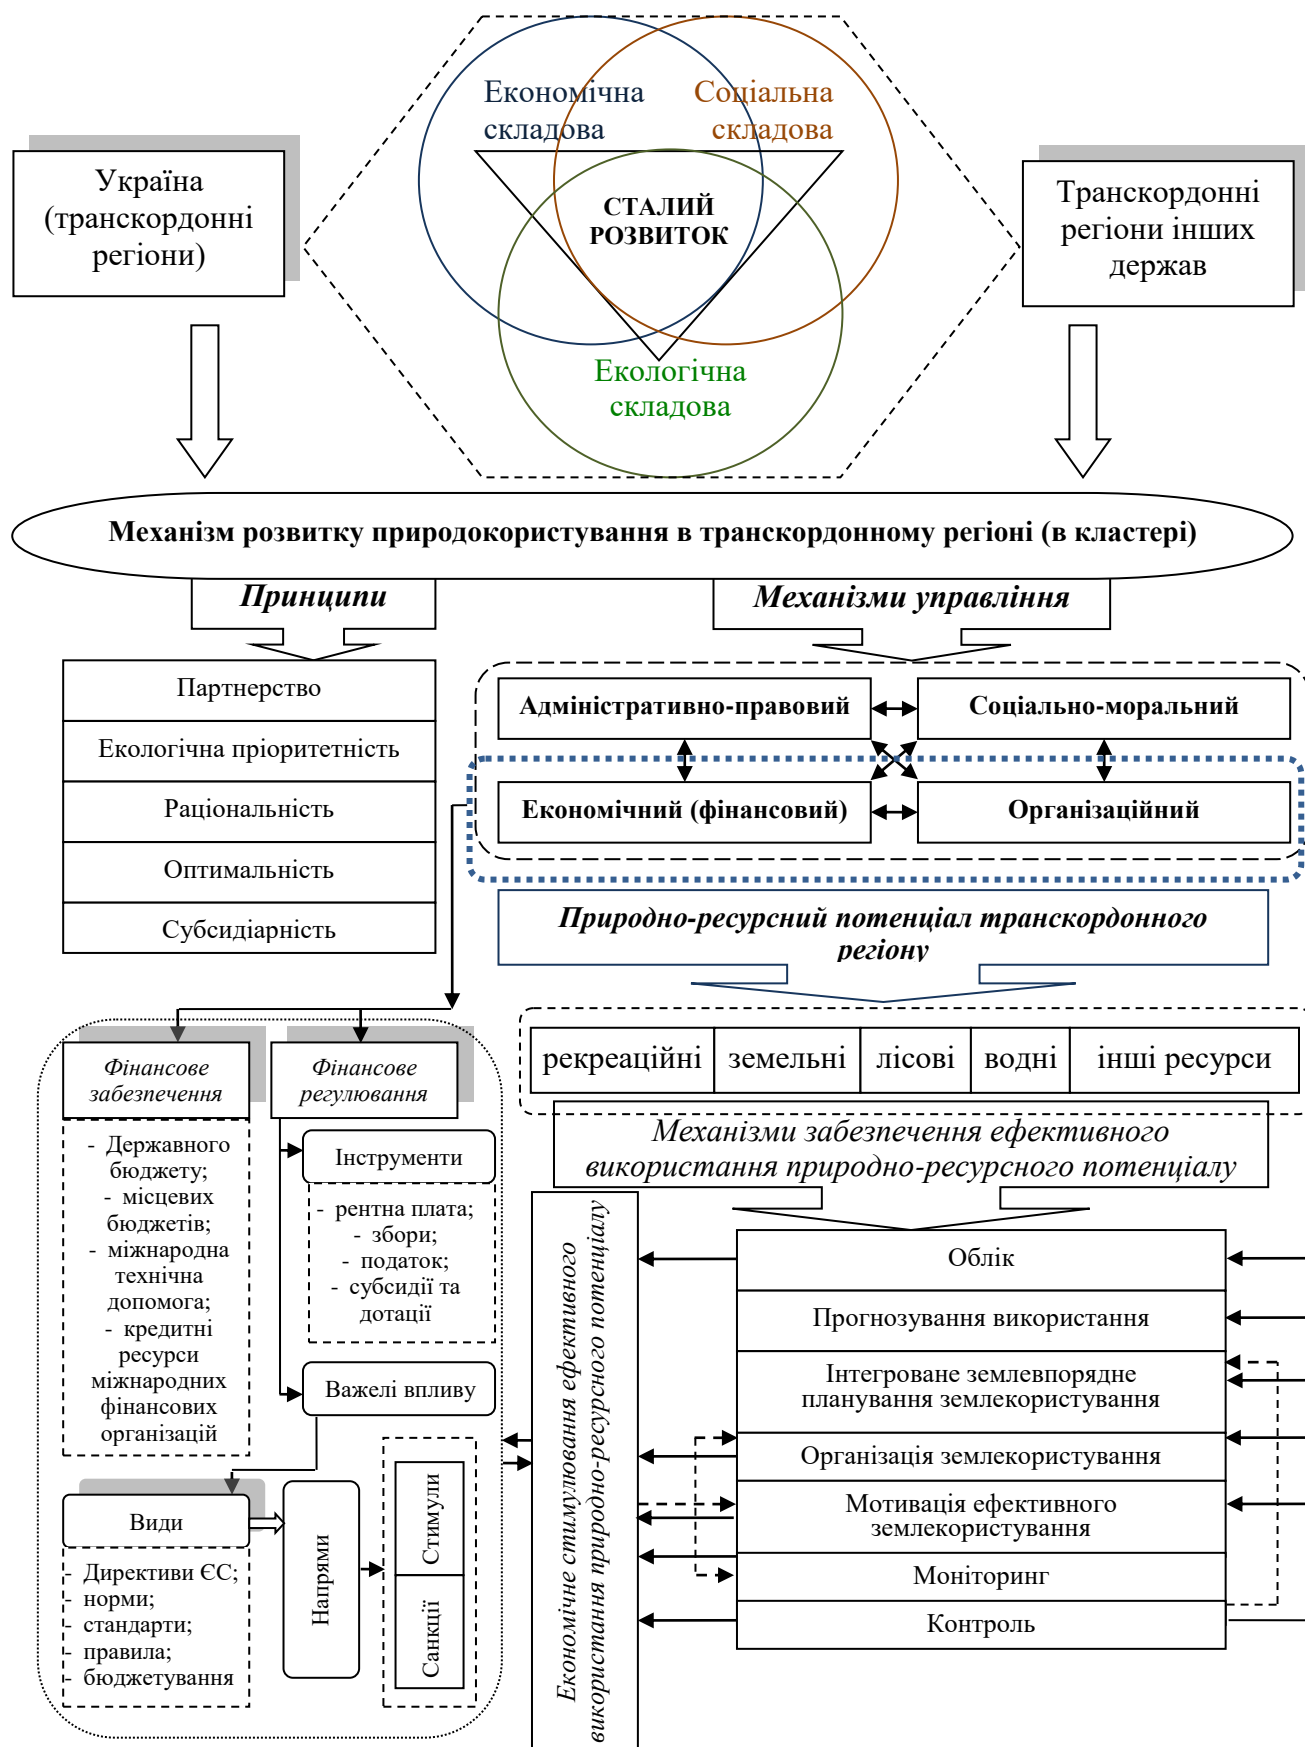 Економічна
складова
Соціальна
складова
Україна
(транскордонні
регіони)
СТАЛИЙ
РОЗВИТОК
Транскордонні
регіони інших
держав
Екологічна
складова
Механізм розвитку природокористування в транскордонному регіоні (в кластері)
Принципи
Механізми управління
Партнерство
Екологічна пріоритетність
Раціональність
Оптимальність
Субсидіарність
Адміністративно-правовий
Соціально-моральний
Економічний (фінансовий)
Організаційний
Природно-ресурсний потенціал транскордонного
регіону
рекреаційні
земельні
лісові
водні
інші ресурси
Механізми забезпечення ефективного
використання природно-ресурсного потенціалу
Фінансове
забезпечення
Фінансове
регулювання
- Державного
бюджету;
- місцевих
бюджетів;
- міжнародна
технічна
допомога;
- кредитні
ресурси
міжнародних
фінансових
організацій
Інструменти
- рентна плата;
- збори;
- податок;
- субсидії та
дотації
Важелі впливу
Види
- Директиви ЄС;
- норми;
- стандарти;
- правила;
- бюджетування
Напрями
Стимули
Санкції
Економічне стимулювання ефективного
використання природно-ресурсного потенціалу
Облік
Прогнозування використання
Інтегроване землевпорядне
планування землекористування
Організація землекористування
Мотивація ефективного
землекористування
Моніторинг
Контроль